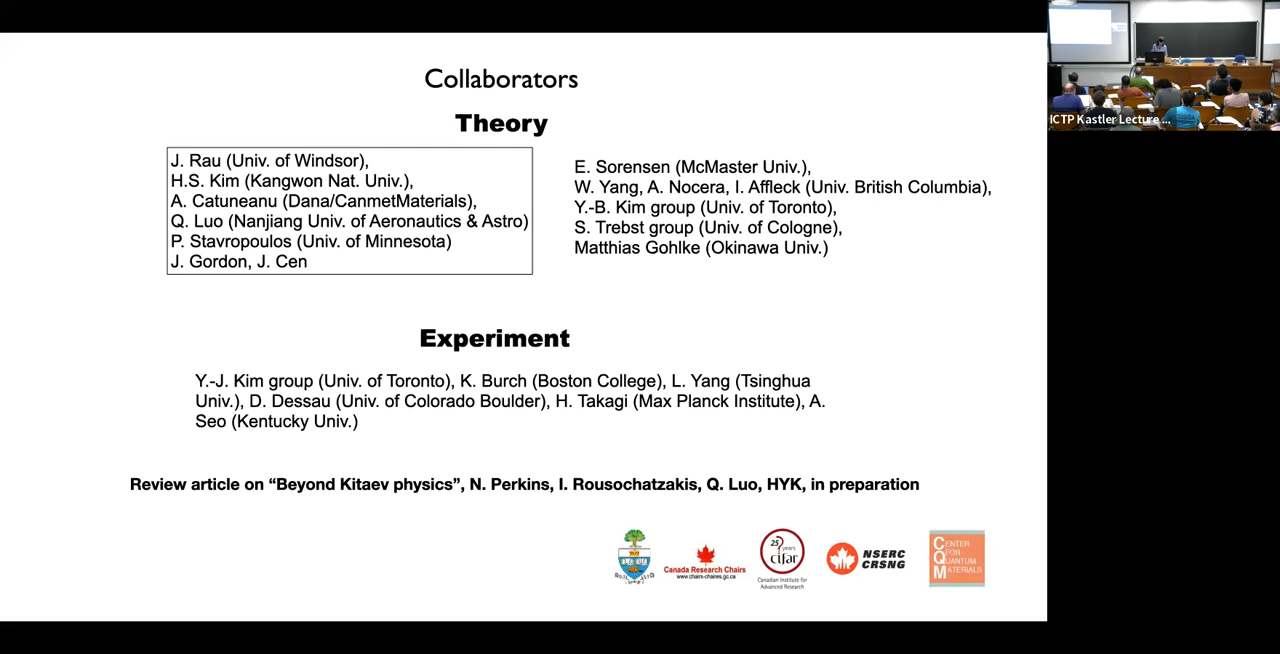 Collaborators
Theory
J. Rau (Univ. of Windsor),
H.S. Kim (Kangwon Nat. Univ.),
A. Catuneanu (Dana/CanmetMaterials),
Q. Luo (Nanjiang Univ. of Aeronautics & Astro)
P. Stavropoulos (Univ. of Minnesota)
J. Gordon, J. Cen
E. Sorensen (McMaster Univ.),
W. Yang, A. Nocera, I. Affleck (Univ. British Columbia),
Y.-B. Kim group (Univ. of Toronto),
S. Trebst group (Univ. of Cologne),
Matthias Gohlke (Okinawa Univ.)
Experiment
Y.-J. Kim group (Univ. of Toronto), K. Burch (Boston College), L. Yang (Tsinghua
Univ.), D. Dessau (Univ. of Colorado Boulder), H. Takagi (Max Planck Institute), A.
Seo (Kentucky Univ.)
Review article on “Beyond Kitaev physics”, N. Perkins, I. Rousochatzakis, Q. Luo, HYK, in preparation
Canada Research Chairs
www.chairs-chaires.gc.ca
25 years
cifar
Canadian Institute for
Advanced Research
NSERC
CRSNG
CENTER
FOR
QUANTUM
MATERIALS
ICTP Kastler Lecture ...